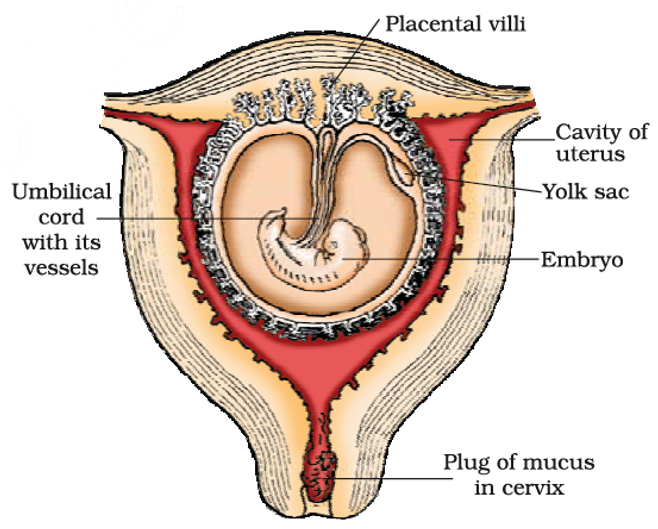 Placental villi
Cavity of
uterus
Umbilical
cord
with its
vessels
Yolk sac
Embryo
Plug of mucus
in cervix